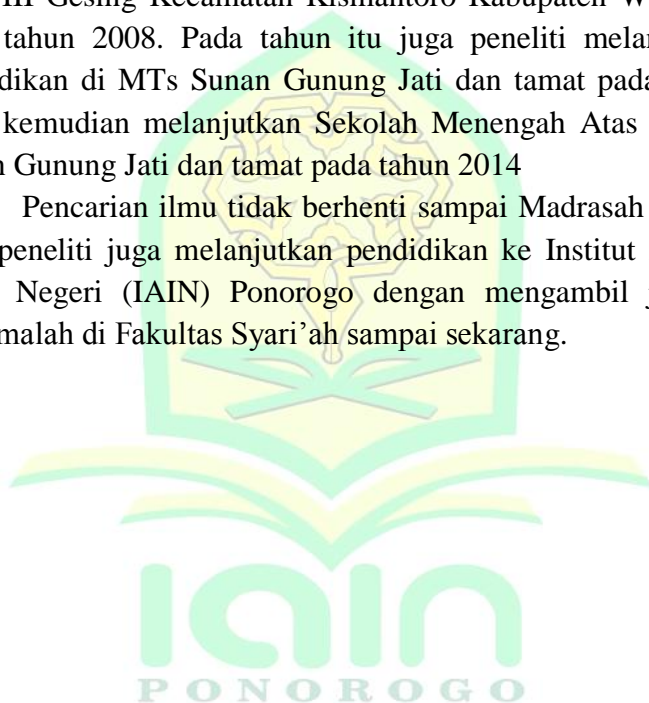 III Gesing Kecamatan Kismantoro Kabupaten W
tahun 2008. Pada tahun itu juga peneliti melan
dikan di MTs Sunan Gunung Jati dan tamat pada
kemudian melanjutkan Sekolah Menengah Atas
n Gunung Jati dan tamat pada tahun 2014
Pencarian ilmu tidak berhenti sampai Madrasah
peneliti juga melanjutkan pendidikan ke Institut
Negeri (IAIN) Ponorogo dengan mengambil j
malah di Fakultas Syari'ah sampai sekarang.
iain
PONOROGO